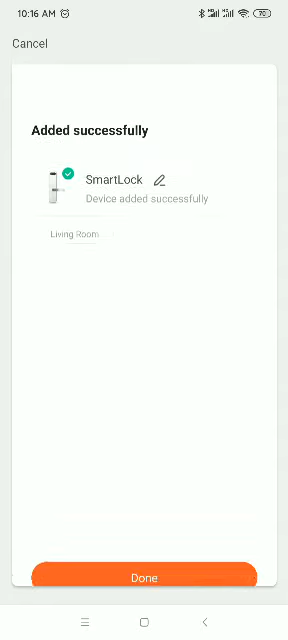 10:16 AM
70
Cancel
Added successfully
SmartLock
Device added successfully
Living Room
Done